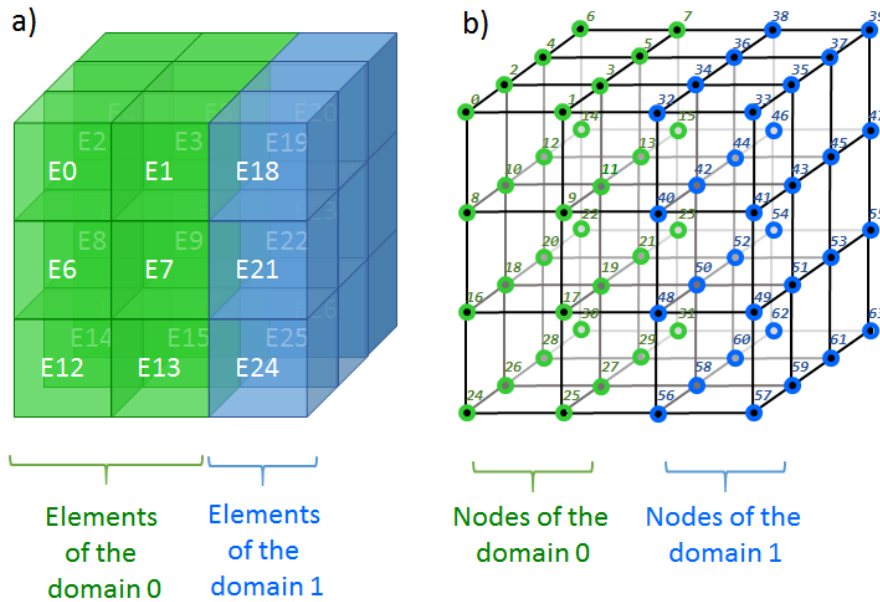 a)
E20
E2 E3 E19
E0 E1 E18
E8 E9 E22
E6 E7 E21
E14 E15 E25
E12 E13 E24
Elements
of the
domain 0
Elements
of the
domain 1
b)
6 7 38 39
4 5 36 37
2 3 34 35
0 1 32 33
14 15 46 47
12 13 44 45
10 11 42 43
8 9 40 41
22 23 54 55
20 21 52 53
18 19 50 51
16 17 48 49
30 31 62 63
28 29 60 61
26 27 58 59
24 25 56 57
Nodes of the
domain 0
Nodes of the
domain 1